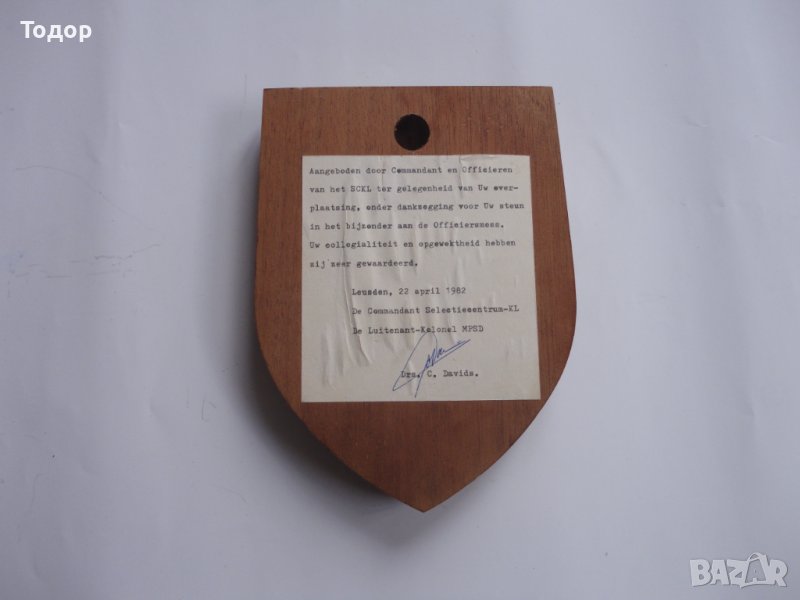 Тодор
Aangeboden door Commandant en Officieren
van het SCKL ter gelegenheid van Uw over-
plaatsing, onder dankzegging voor Uw steun
in het bijzonder aan de Officiersmess.
Uw collegialiteit en opgewektheid hebben
zij zeer gewaardeerd.
Leusden, 22 april 1982
De Commandant Selectiecentrum-KL
De Luitenant-Kolonel MPSD
Drs. C. Davids.
BAZAR